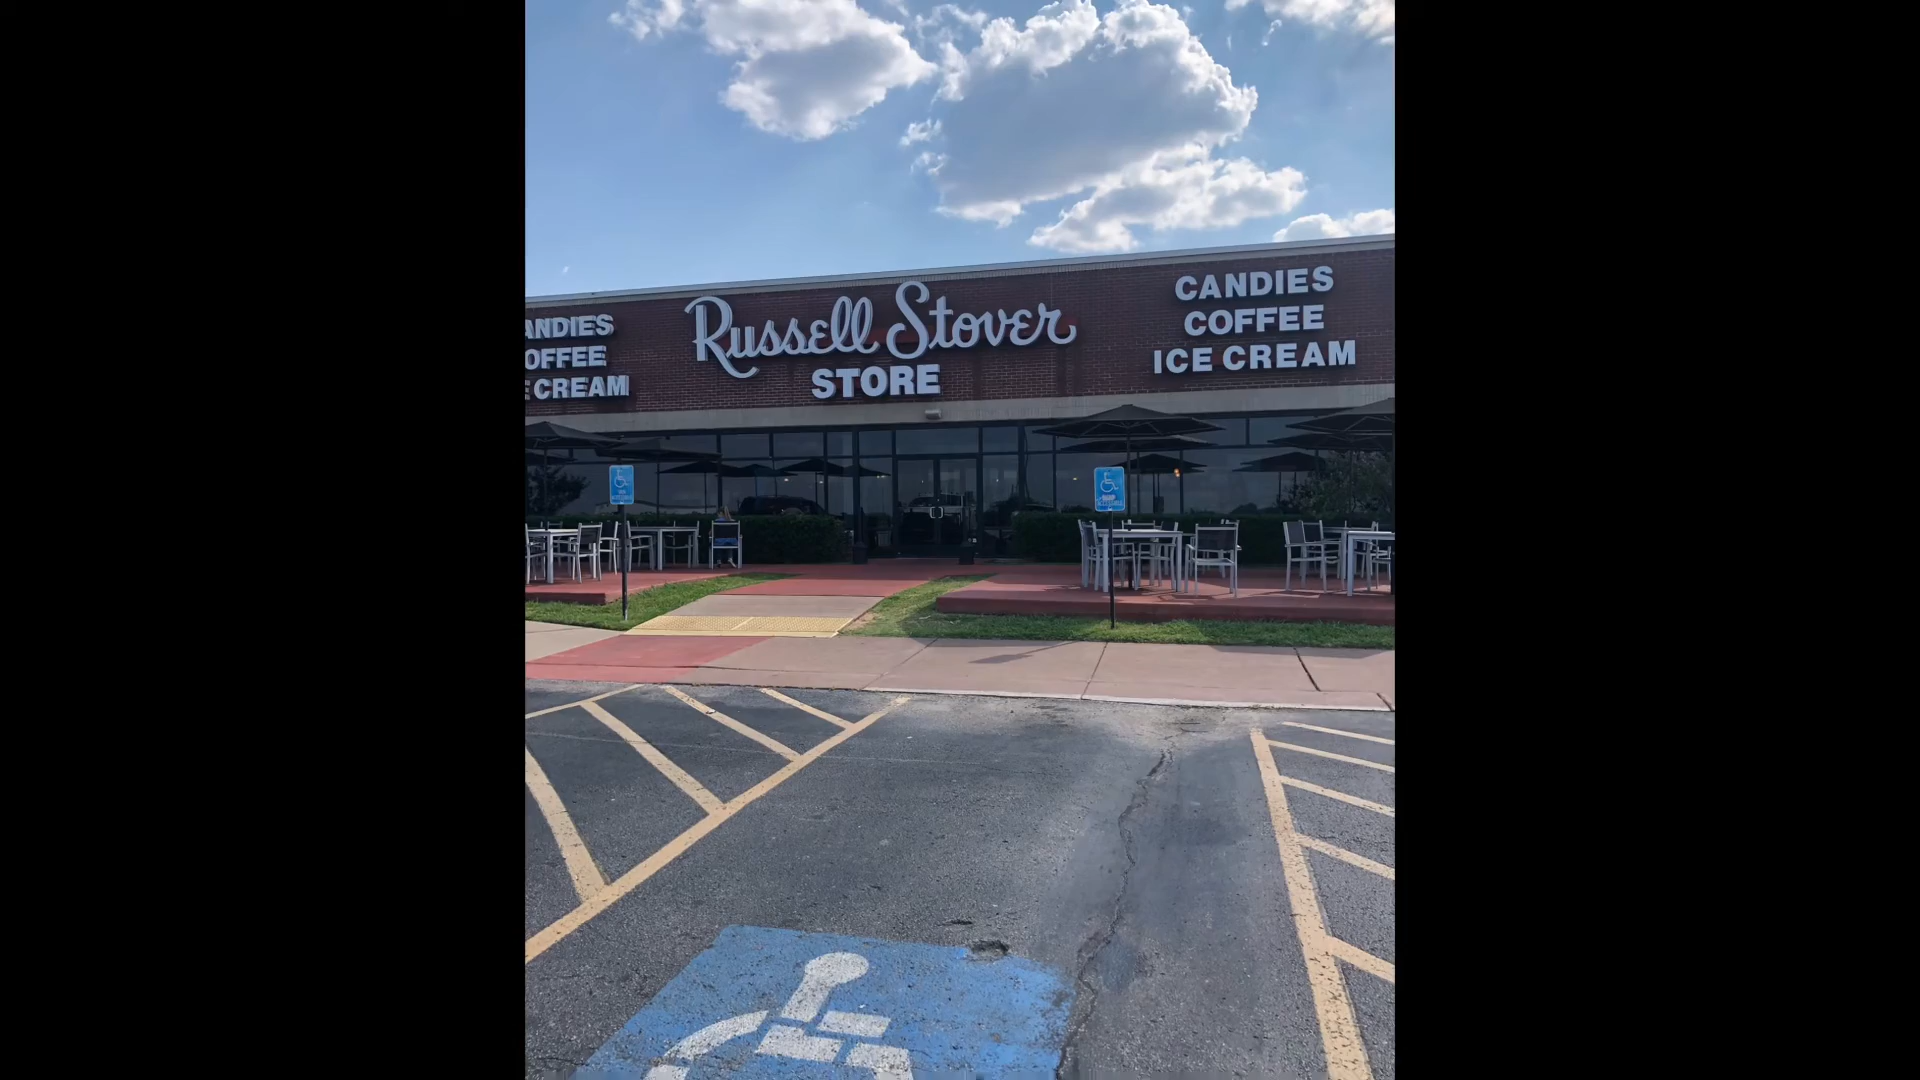 ANDIES
OFFEE
CREAM
Russell Stover
STORE
CANDIES
COFFEE
ICE CREAM